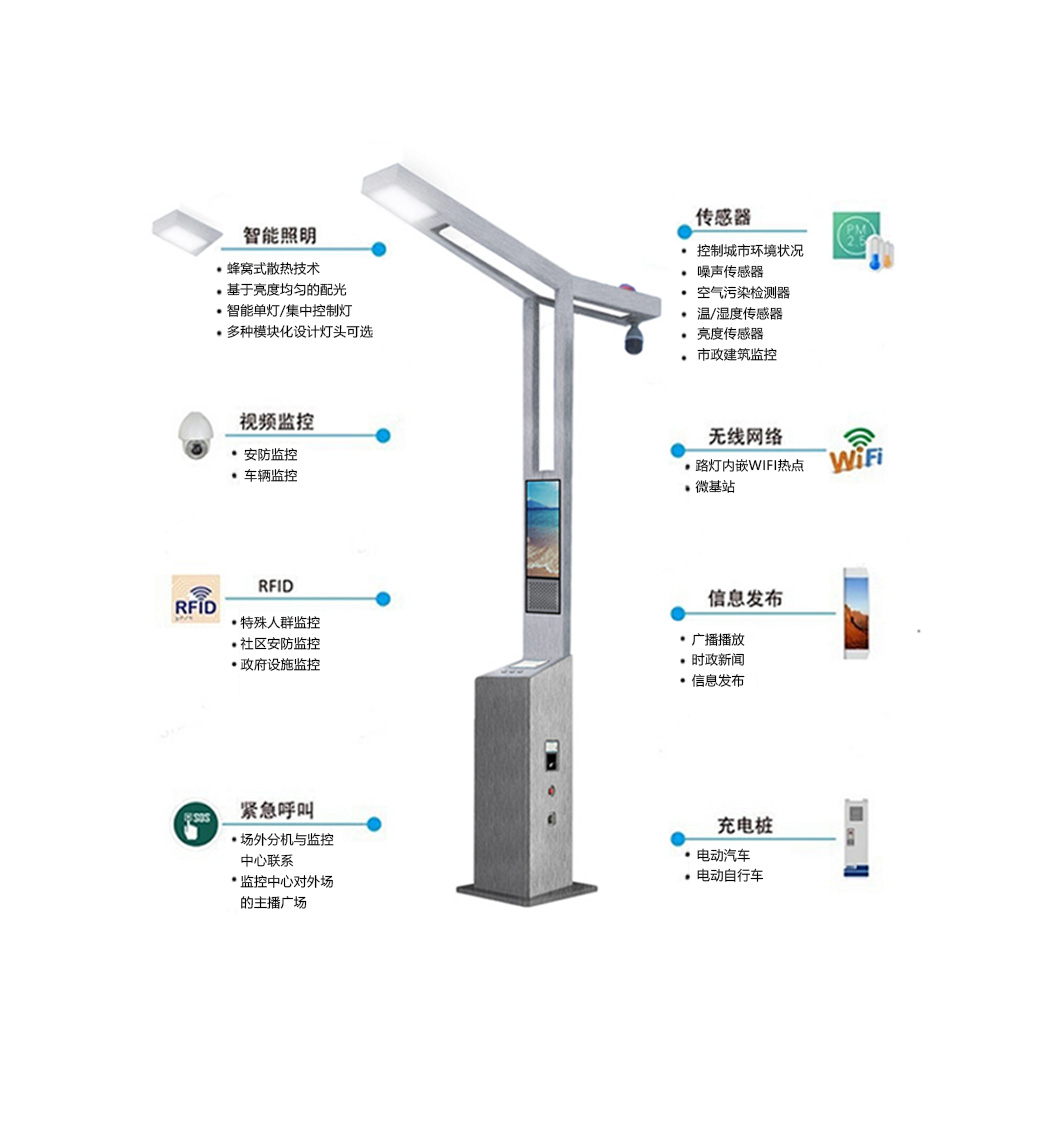 智能照明
蜂窝式散热技术
基于亮度均匀的配光
智能单灯/集中控制灯
多种模块化设计灯头可选
视频监控
安防监控
车辆监控
RFID
RFID
特殊人群监控
社区安防监控
政府设施监控
SOS
紧急呼叫
场外分机与监控
中心联系
监控中心对外场
的主播广场
传感器
PM
2.5
控制城市环境状况
噪声传感器
空气污染检测器
温/湿度传感器
亮度传感器
市政建筑监控
无线网络
WiFi
路灯内嵌WIFI热点
微基站
信息发布
广播播放
时政新闻
信息发布
充电桩
电动汽车
电动自行车